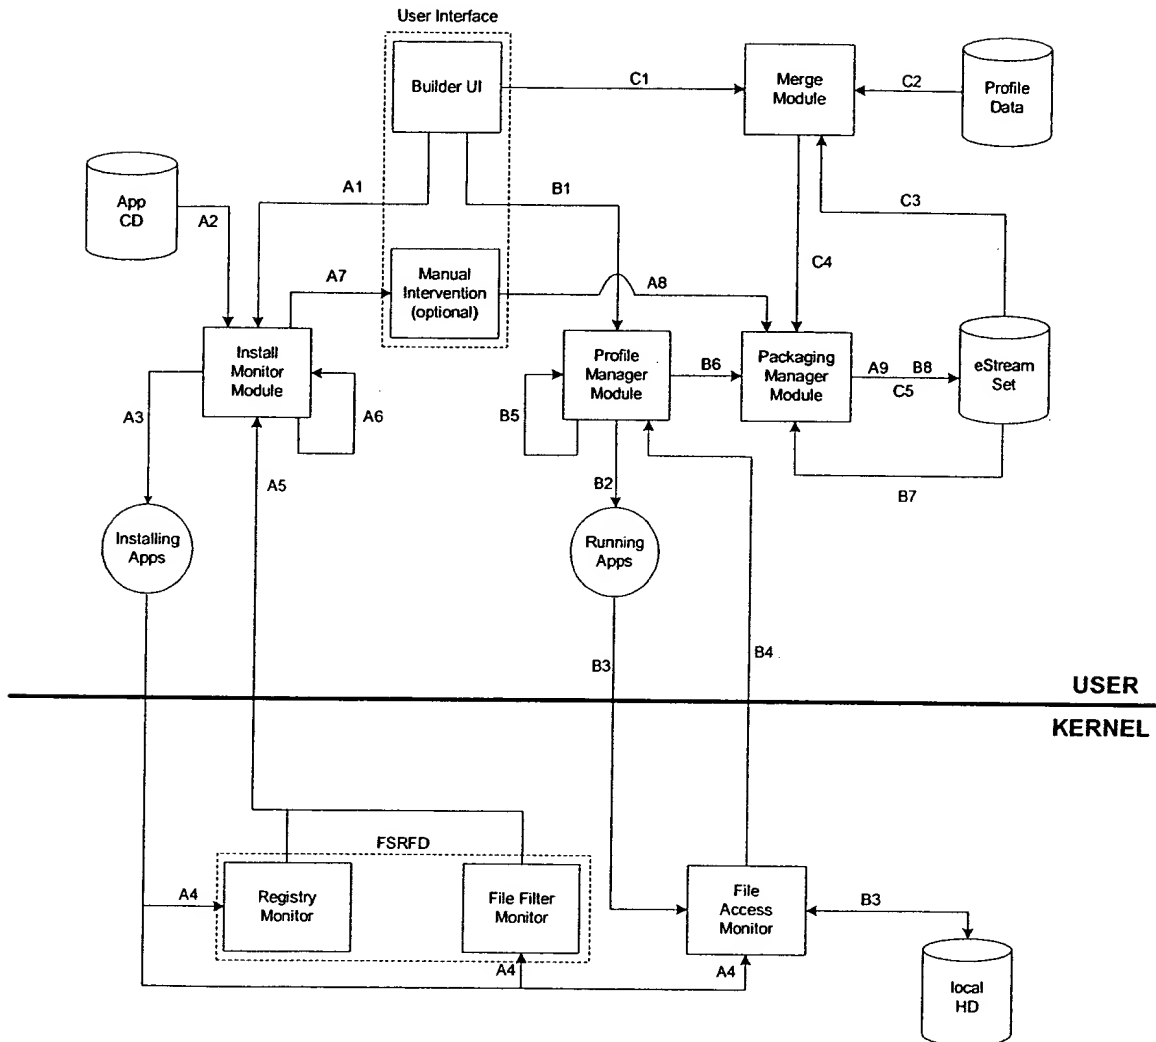 User Interface
Builder UI
C1
Merge
Module
C2
Profile
Data
App
CD
A2
A1
B1
C3
A7
Manual
Intervention
(optional)
A8
C4
Install
Monitor
Module
A3
A6
Profile
Manager
Module
B5
B6
Packaging
Manager
Module
A9
B8
C5
eStream
Set
A5
B2
B7
Installing
Apps
Running
Apps
B3
B4
USER
KERNEL
FSRFD
A4
Registry
Monitor
File Filter
Monitor
File
Access
Monitor
B3
A4
A4
local
HD